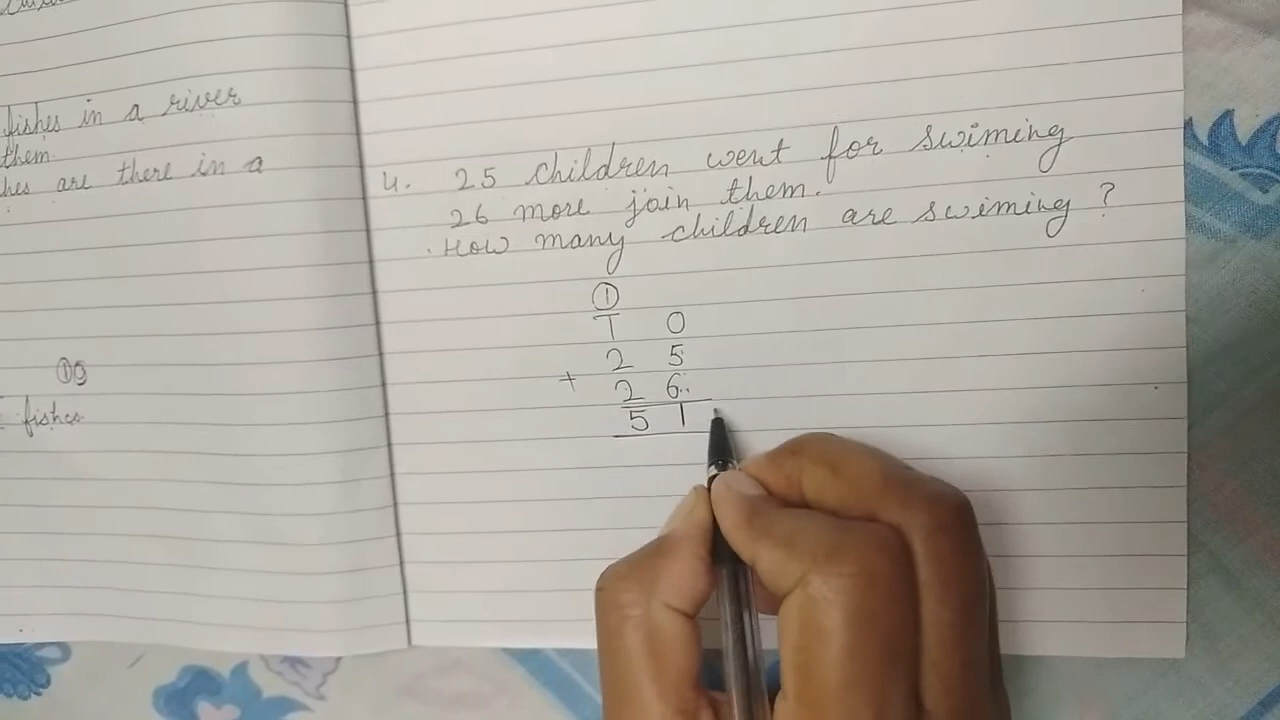 fishes in a river
them.
hes are there in a
①9
fishes
4. 25 children went for swiming
26 more join them.
. How many children are swiming ?
①
T O
2 5
+ 2 6
5 1